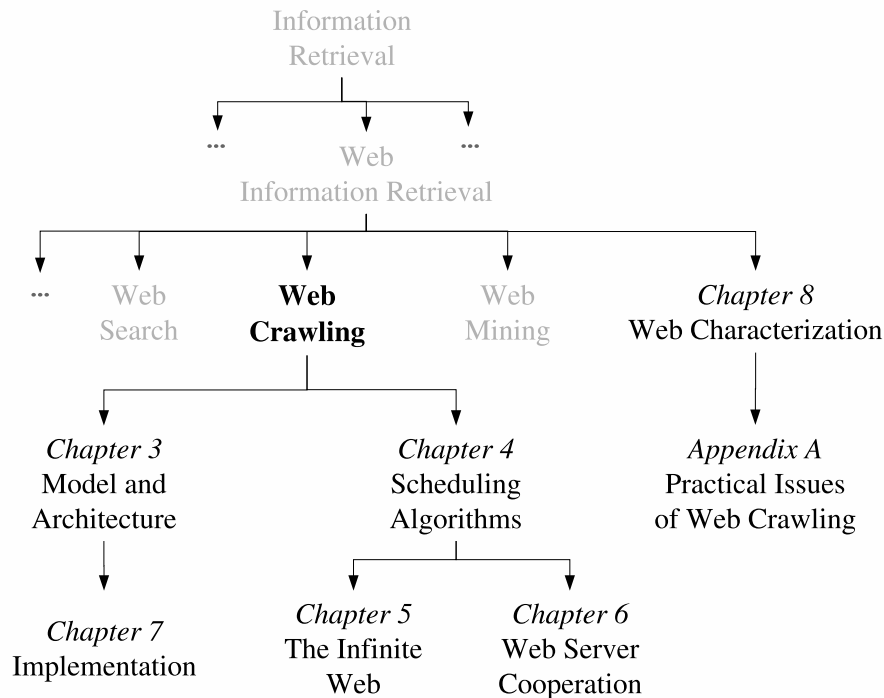 Information
Retrieval
...
...
Web
Information Retrieval
...
Web
Search
Web
Crawling
Web
Mining
Chapter 8
Web Characterization
Chapter 3
Model and
Architecture
Chapter 4
Scheduling
Algorithms
Appendix A
Practical Issues
of Web Crawling
Chapter 7
Implementation
Chapter 5
The Infinite
Web
Chapter 6
Web Server
Cooperation